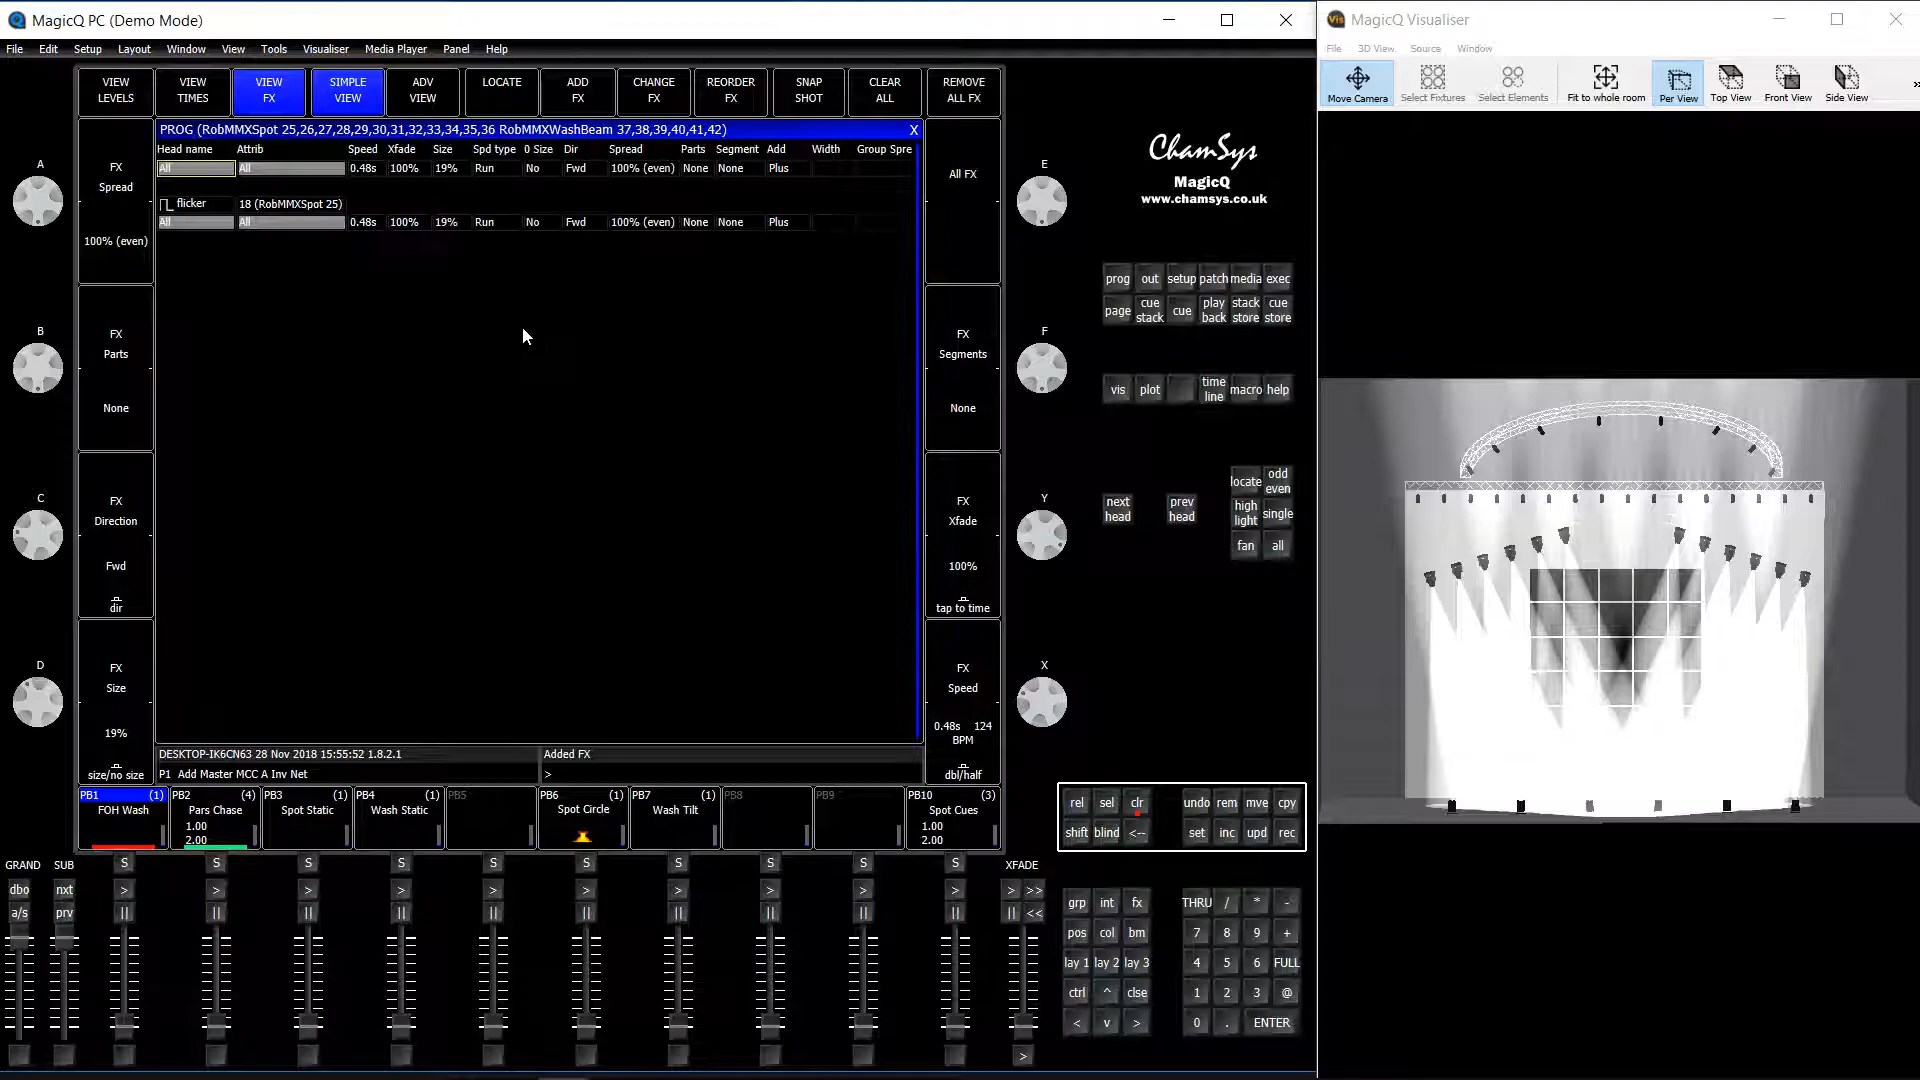 MagicQ PC (Demo Mode)
File Edit Setup Layout Window View Tools Visualiser Media Player Panel Help
VIEW LEVELS
VIEW TIMES
VIEW FX
SIMPLE VIEW
ADV VIEW
LOCATE
ADD FX
CHANGE FX
REORDER FX
SNAP SHOT
CLEAR ALL
REMOVE ALL FX
PROG (RobMMXSpot 25,26,27,28,29,30,31,32,33,34,35,36 RobMMXWashBeam 37,38,39,40,41,42) X
Head name Attrib Speed Xfade Size Spd type 0 Size Dir Spread Parts Segment Add Width Group Spre
All All 0.48s 100% 19% Run No Fwd 100% (even) None None Plus
flicker 18 (RobMMXSpot 25)
All All 0.48s 100% 19% Run No Fwd 100% (even) None None Plus
A
FX
Spread
100% (even)
B
FX
Parts
None
C
FX
Direction
Fwd
dir
D
FX
Size
19%
size/no size
All FX
E
FX
Segments
None
F
FX
Xfade
100%
tap to time
Y
FX
Speed
0.48s 124
BPM
dbl/half
X
DESKTOP-IK6CN63 28 Nov 2018 15:55:52 1.8.2.1
Added FX
P1 Add Master MCC A Inv Net
>
PB1 (1)
FOH Wash
PB2 (4)
Pars Chase
1.00
2.00
PB3 (1)
Spot Static
PB4 (1)
Wash Static
PB5
PB6 (1)
Spot Circle
PB7 (1)
Wash Tilt
PB8
PB9
PB10 (3)
Spot Cues
1.00
2.00
GRAND SUB S S S S S S S S S S XFADE
dbo nxt > > > > > > > > > > > >>
a/s prv || || || || || || || || || || || <<
>
ChamSys
MagicQ
www.chamsys.co.uk
prog out setup patch media exec
page cue stack cue play back stack store cue store
vis plot time line macro help
next head prev head locate odd even
high light single
fan all
rel sel clr undo rem mve cpy
shift blind <-- set inc upd rec
grp int fx THRU / * -
pos col bm 7 8 9 +
lay 1 lay 2 lay 3 4 5 6 FULL
ctrl ^ clse 1 2 3 @
< v > 0 . ENTER
Vis MagicQ Visualiser
File 3D View Source Window
Move Camera Select Fixtures Select Elements Fit to whole room Per View Top View Front View Side View »